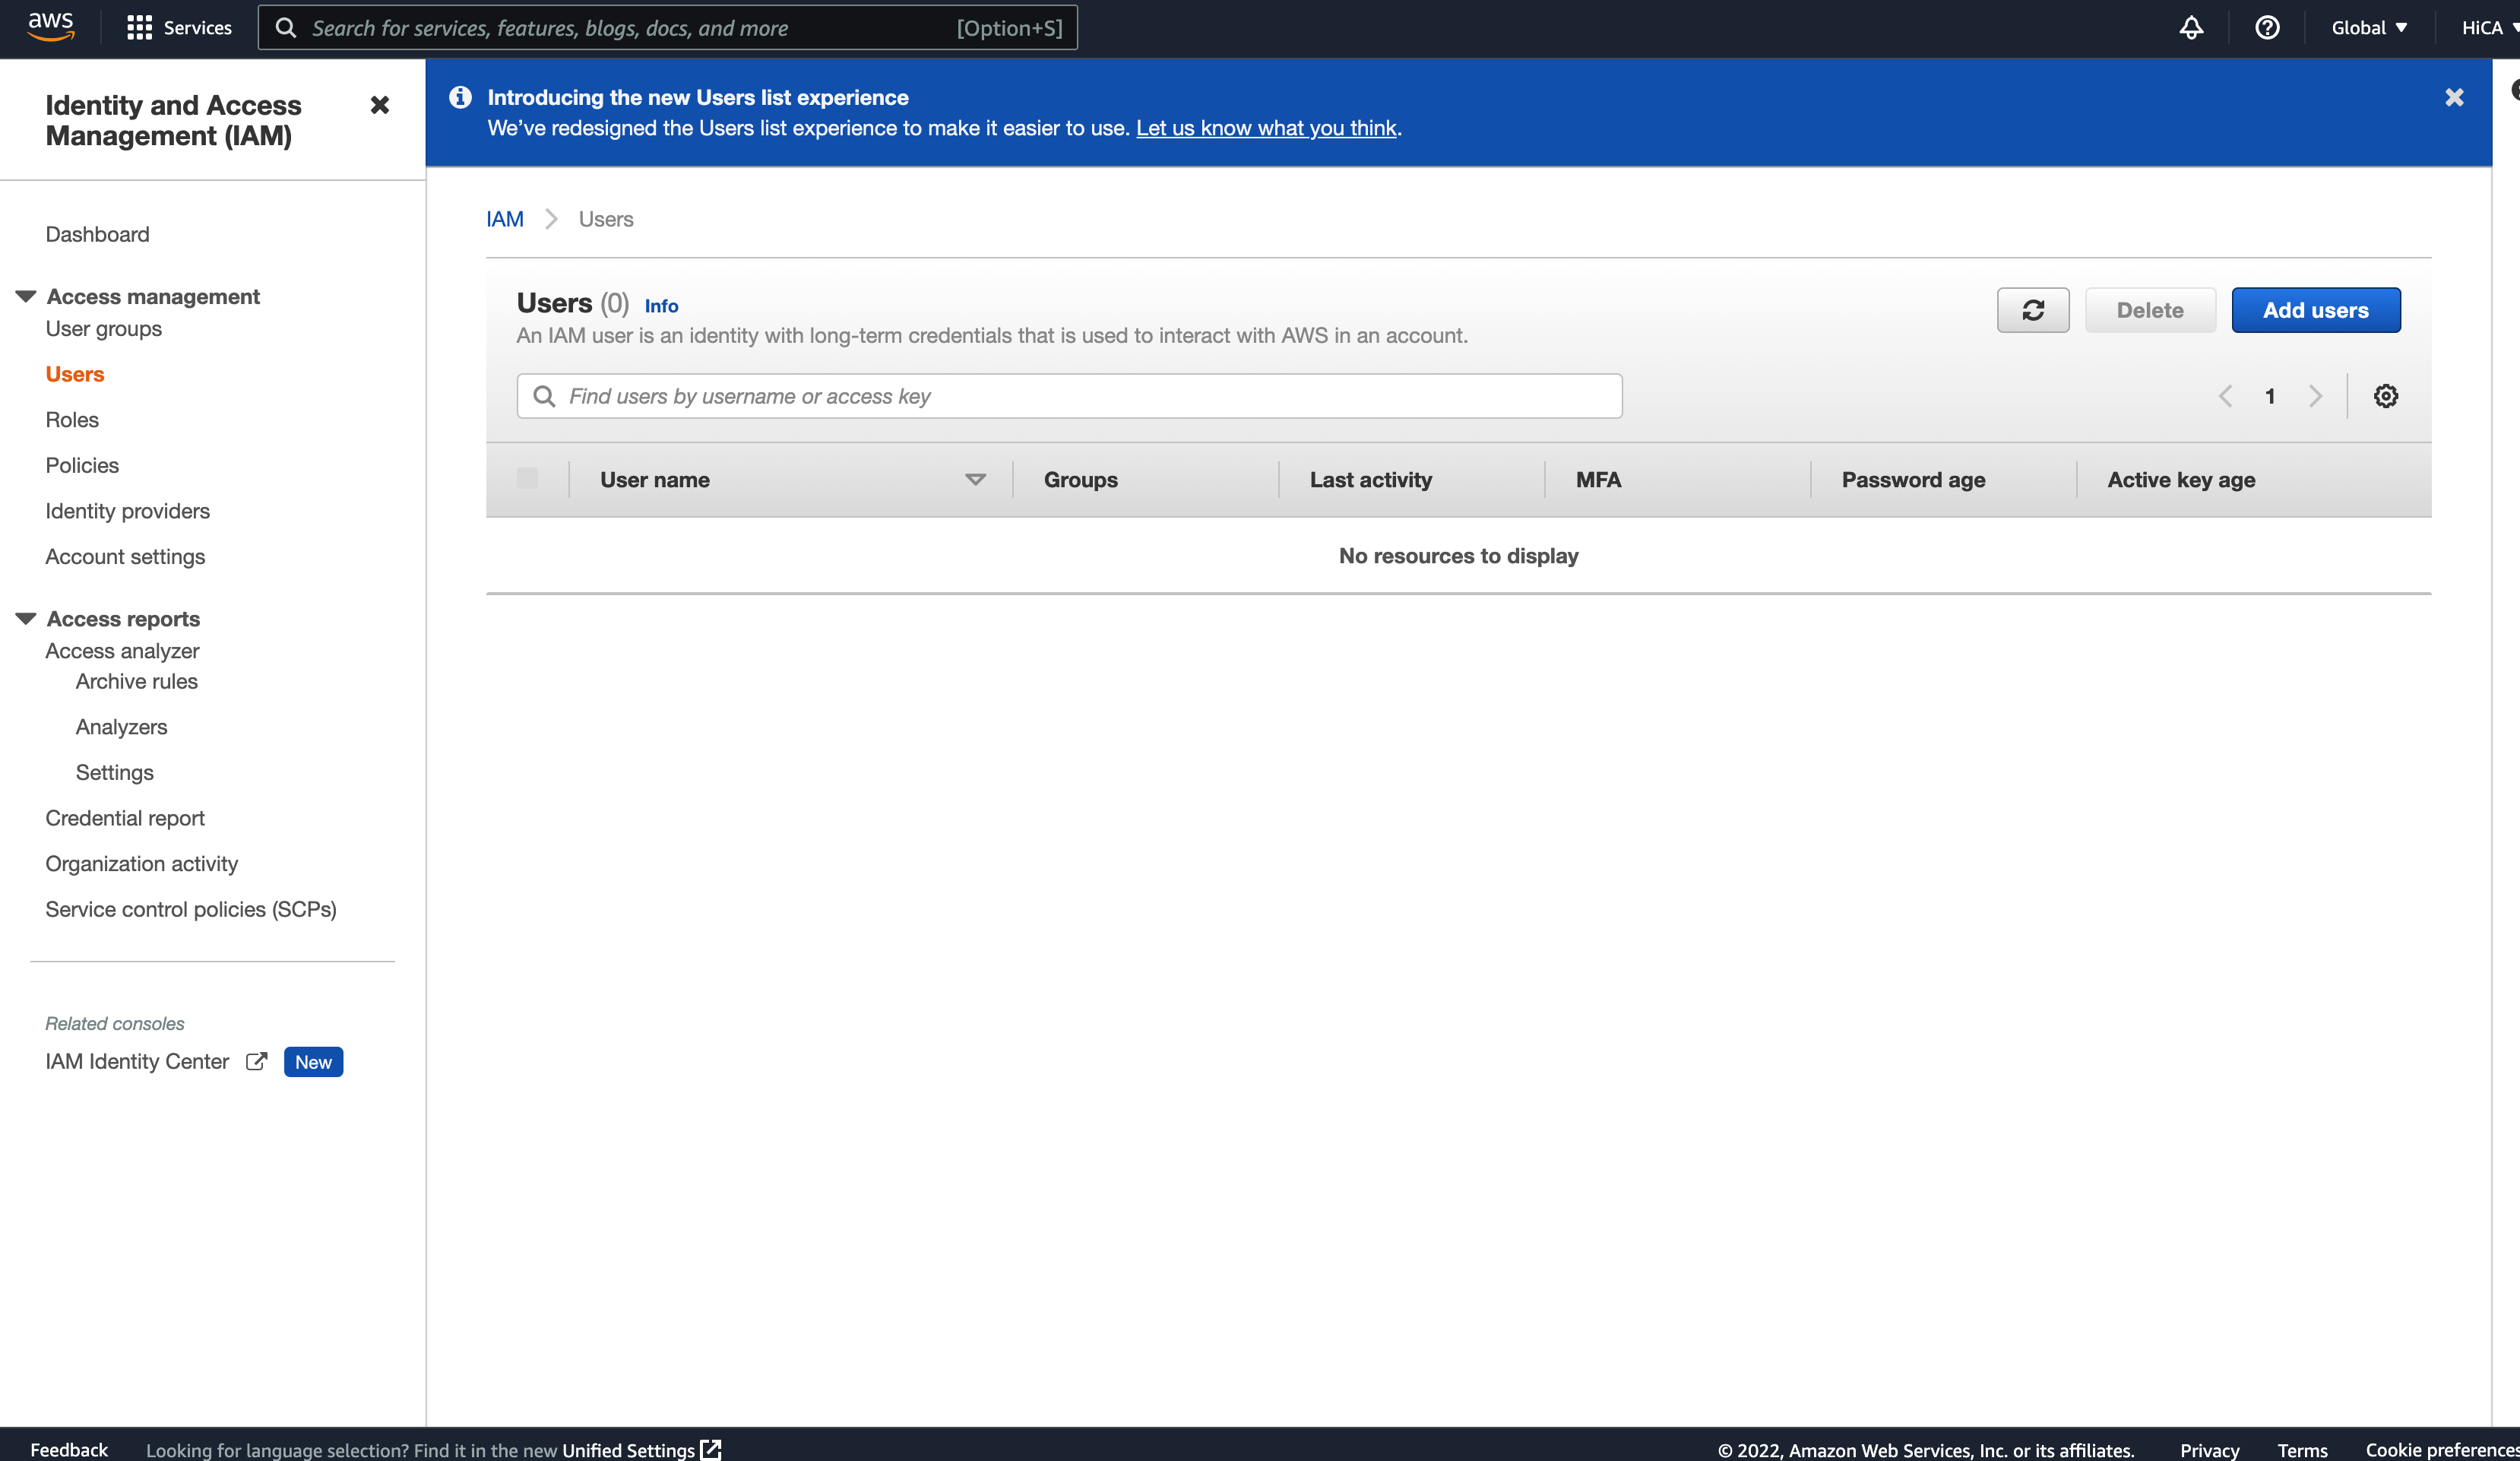 aws
Services
Search for services, features, blogs, docs, and more
[Option+S]
Global
HiCA
Identity and Access
Management (IAM)
Introducing the new Users list experience
We’ve redesigned the Users list experience to make it easier to use. Let us know what you think.
Dashboard
Access management
User groups
Users
Roles
Policies
Identity providers
Account settings
Access reports
Access analyzer
Archive rules
Analyzers
Settings
Credential report
Organization activity
Service control policies (SCPs)
Related consoles
IAM Identity Center
New
IAM
Users
Users (0)
Info
An IAM user is an identity with long-term credentials that is used to interact with AWS in an account.
Delete
Add users
Find users by username or access key
1
User name
Groups
Last activity
MFA
Password age
Active key age
No resources to display
Feedback
Looking for language selection? Find it in the new Unified Settings
© 2022, Amazon Web Services, Inc. or its affiliates.
Privacy
Terms
Cookie preferences